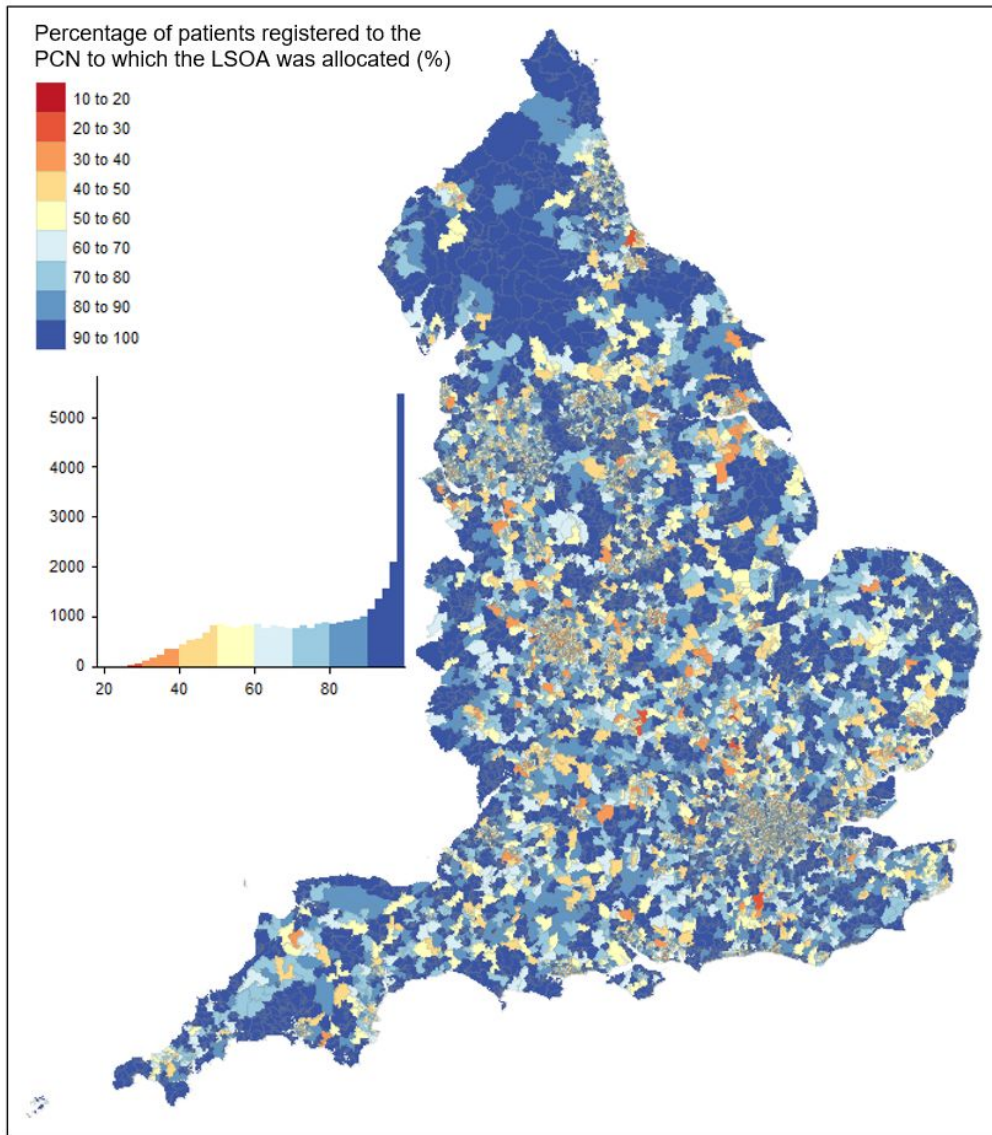 Percentage of patients registered to the
PCN to which the LSOA was allocated (%)
10 to 20
20 to 30
30 to 40
40 to 50
50 to 60
60 to 70
70 to 80
80 to 90
90 to 100
5000
4000
3000
2000
1000
0
20 40 60 80